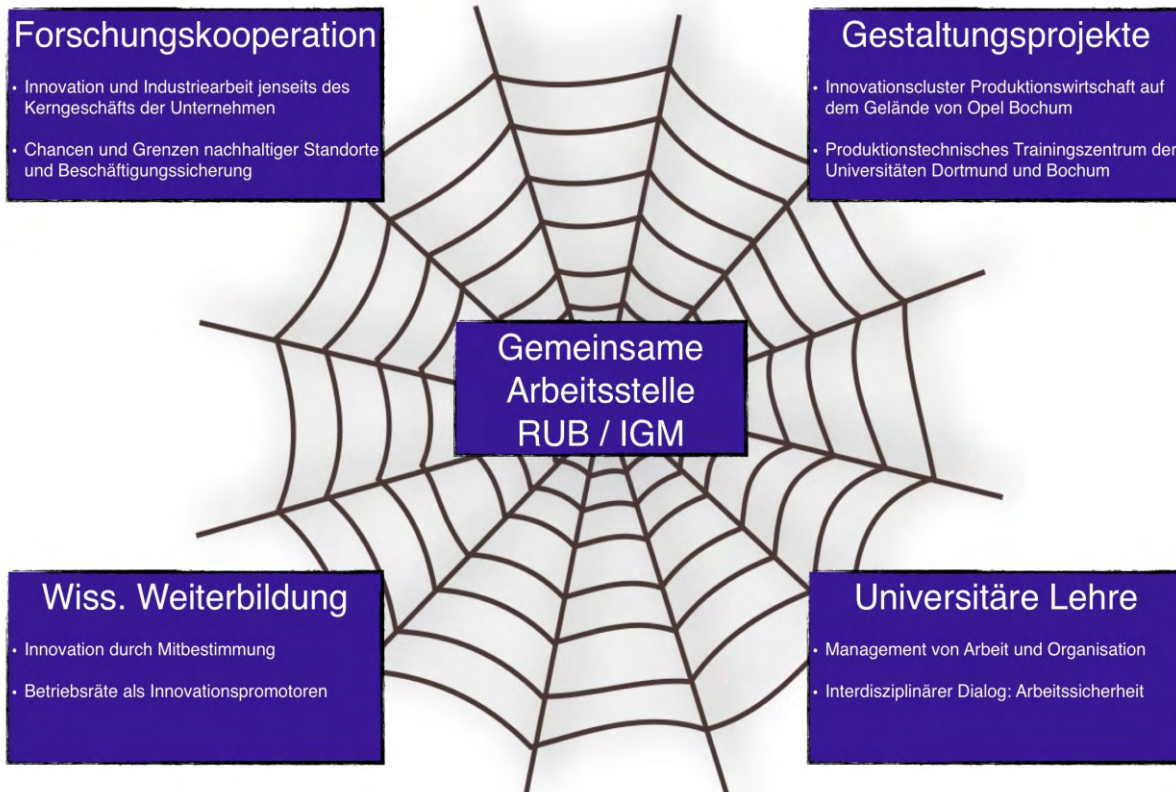 Forschungskooperation
• Innovation und Industriearbeit jenseits des
Kerngeschäfts der Unternehmen
• Chancen und Grenzen nachhaltiger Standorte
und Beschäftigungssicherung
Gestaltungsprojekte
• Innovationscluster Produktionswirtschaft auf
dem Gelände von Opel Bochum
• Produktionstechnisches Trainingszentrum der
Universitäten Dortmund und Bochum
Gemeinsame
Arbeitsstelle
RUB / IGM
Wiss. Weiterbildung
• Innovation durch Mitbestimmung
• Betriebsräte als Innovationspromotoren
Universitäre Lehre
• Management von Arbeit und Organisation
• Interdisziplinärer Dialog: Arbeitssicherheit